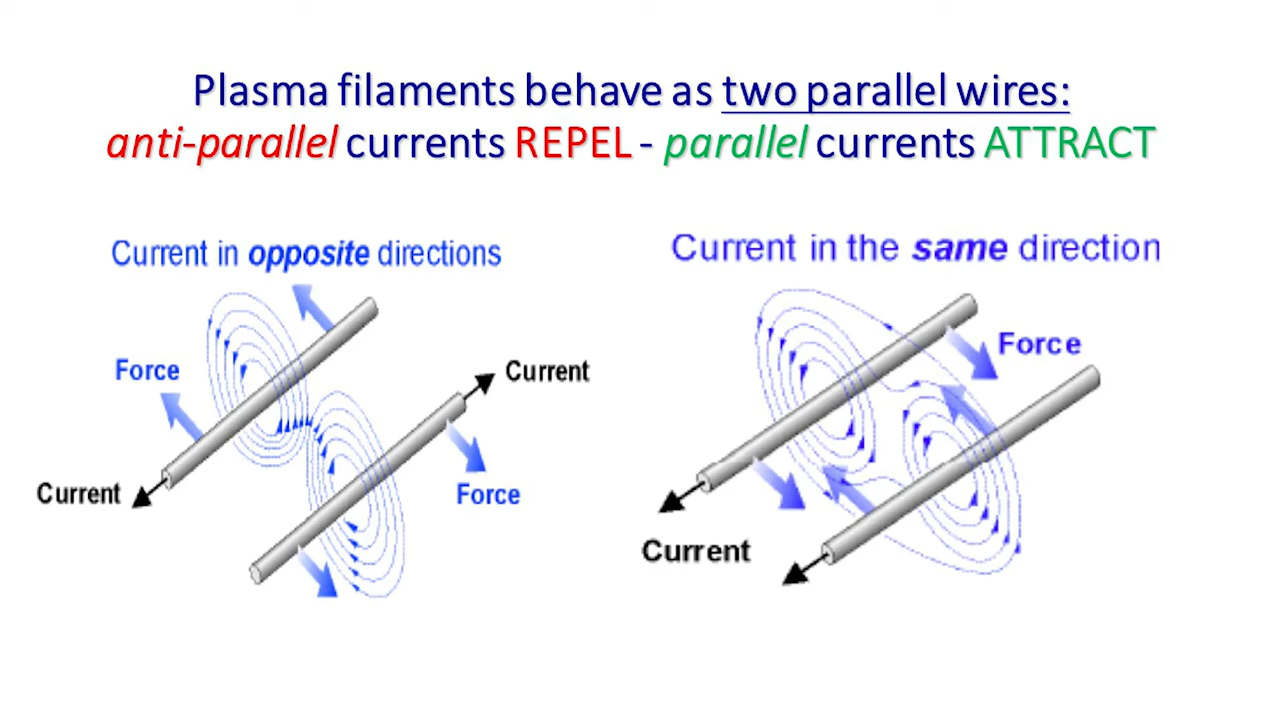 Plasma filaments behave as two parallel wires:
anti-parallel currents REPEL - parallel currents ATTRACT
Current in opposite directions
Force
Current
Current
Force
Current in the same direction
Force
Current